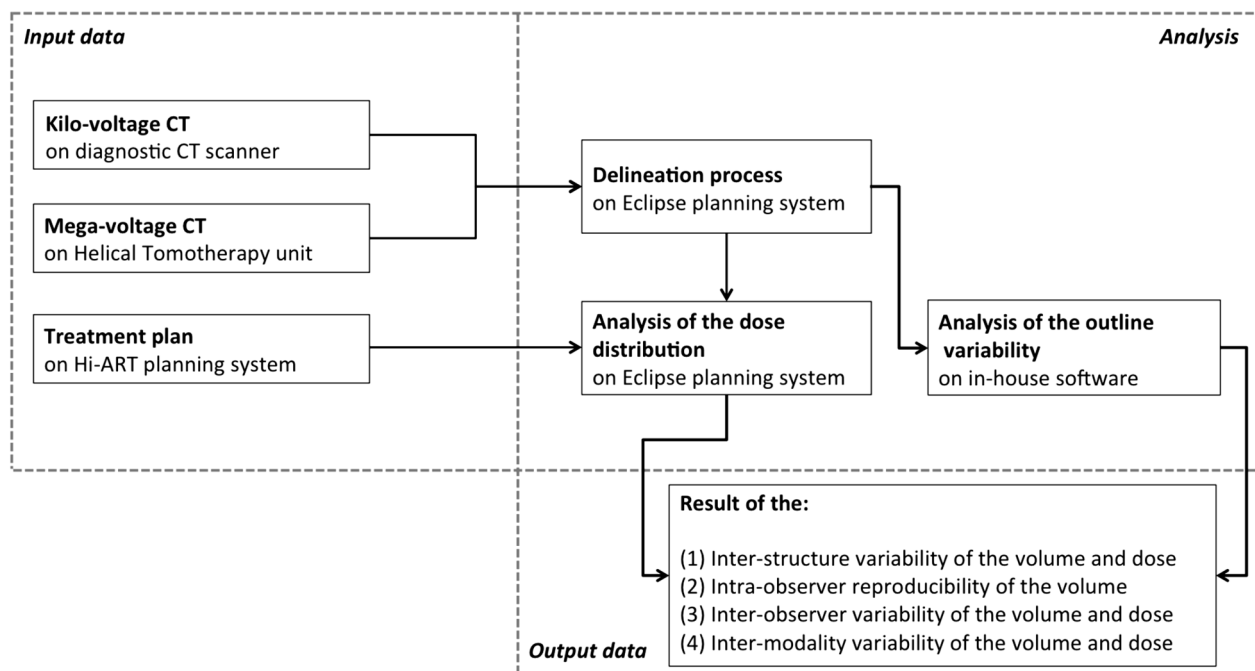 Input data
Analysis
Kilo-voltage CT
on diagnostic CT scanner
Mega-voltage CT
on Helical Tomotherapy unit
Treatment plan
on Hi-ART planning system
Delineation process
on Eclipse planning system
Analysis of the dose
distribution
on Eclipse planning system
Analysis of the outline
variability
on in-house software
Result of the:
(1) Inter-structure variability of the volume and dose
(2) Intra-observer reproducibility of the volume
(3) Inter-observer variability of the volume and dose
(4) Inter-modality variability of the volume and dose
Output data